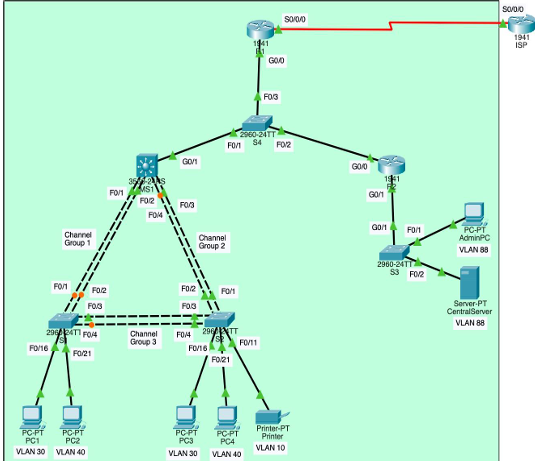 S0/0/0
S0/0/0
1941
R1
1941
ISP
G0/0
F0/3
2960-24TT
S4
F0/1
F0/2
G0/1
G0/0
1941
R2
G0/1
MS1
F0/1
F0/2
F0/3
F0/4
Channel
Group 1
Channel
Group 2
G0/1
F0/1
PC-PT
AdminPC
VLAN 88
2960-24TT
S3
F0/2
Server-PT
CentralServer
VLAN 88
F0/1
F0/2
F0/3
F0/2
F0/1
F0/3
2960-24TT
S1
F0/4
Channel
Group 3
F0/4
2960-24TT
S2
F0/16
F0/21
F0/16
F0/21
F0/11
PC-PT
PC1
VLAN 30
PC-PT
PC2
VLAN 40
PC-PT
PC3
VLAN 30
PC-PT
PC4
VLAN 40
Printer-PT
Printer
VLAN 10